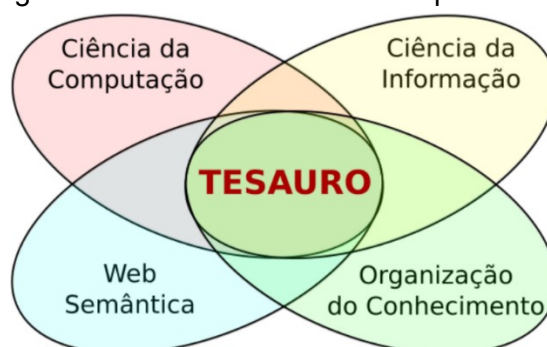 Ciência da
Computação
Ciência da
Informação
TESAURO
Web
Semântica
Organização
do Conhecimento